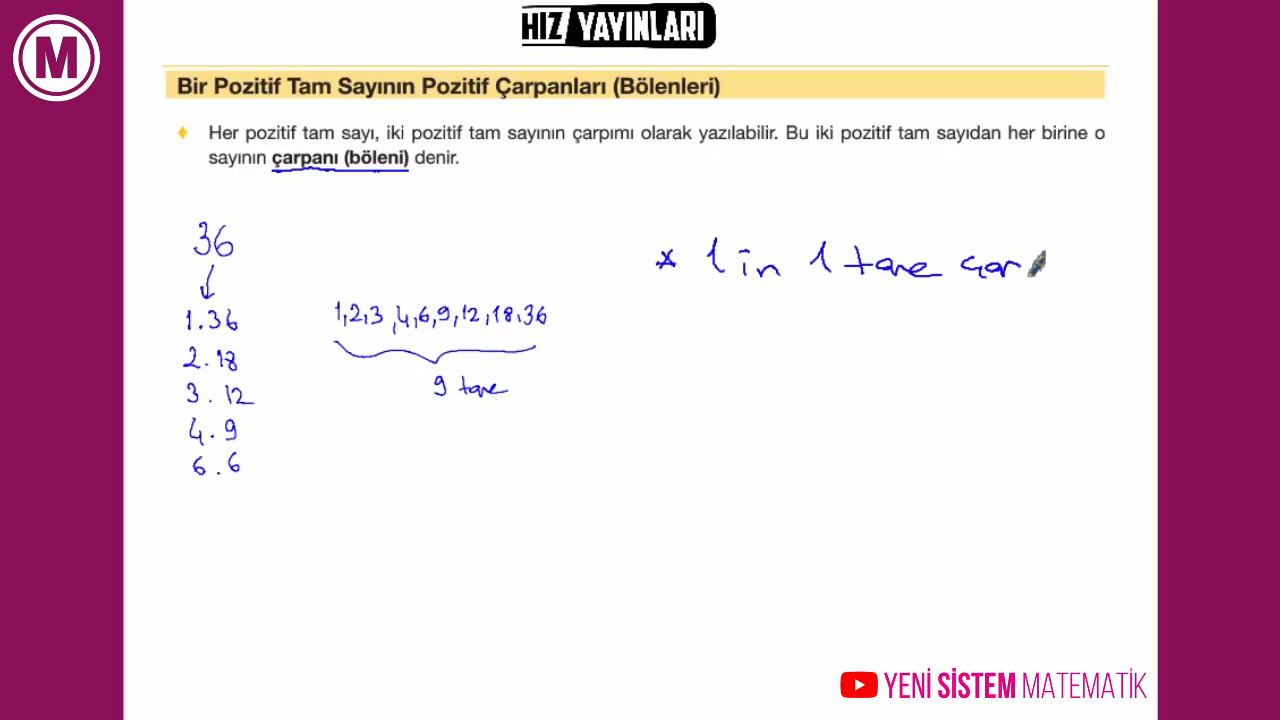 M
HIZ YAYINLARI
Bir Pozitif Tam Sayının Pozitif Çarpanları (Bölenleri)
Her pozitif tam sayı, iki pozitif tam sayının çarpımı olarak yazılabilir. Bu iki pozitif tam sayıdan her birine o
sayının çarpanı (böleni) denir.
36
* 1 in 1 tane çar
1.36
1,2,3,4,6,9,12,18,36
2.18
9 tane
3.12
4.9
6.6
YENİ SİSTEM MATEMATİK